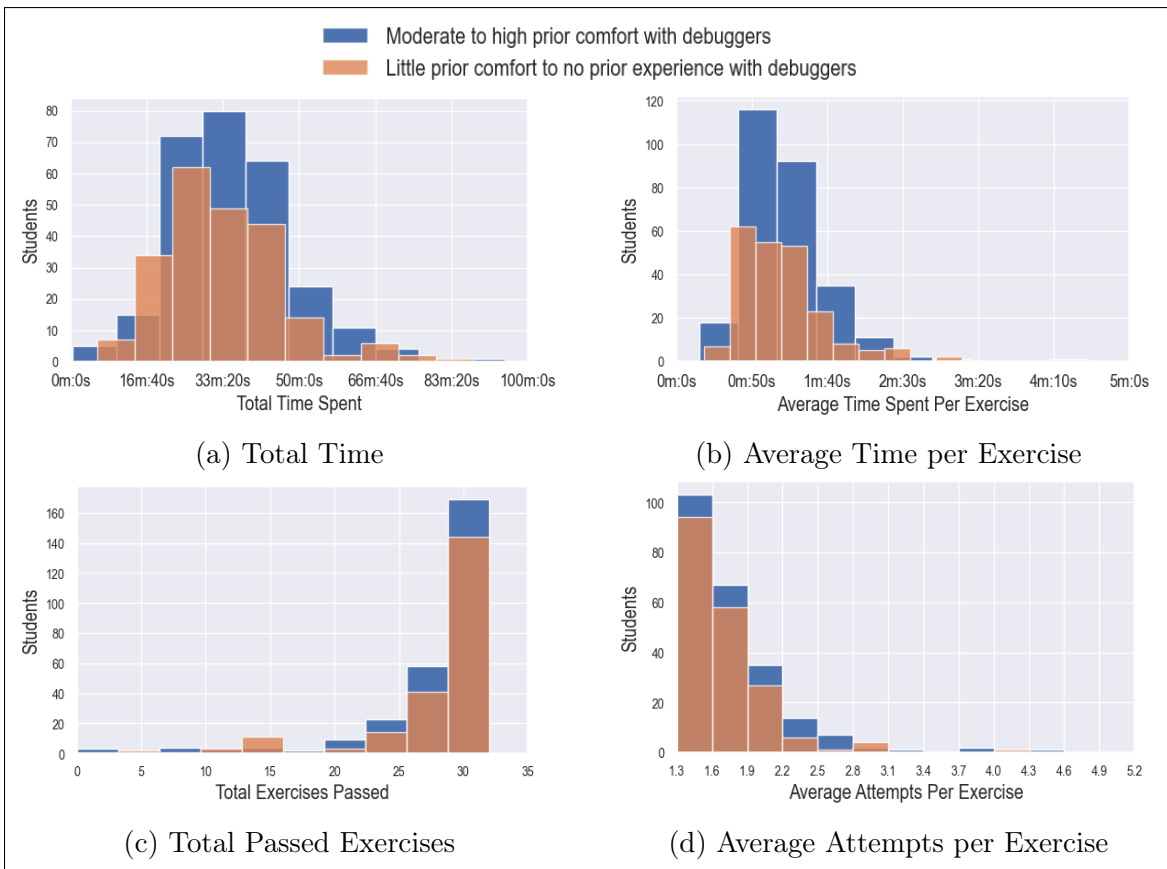 Moderate to high prior comfort with debuggers
Little prior comfort to no prior experience with debuggers
80
70
60
50
40
30
20
10
0
Students
0m:0s 16m:40s 33m:20s 50m:0s 66m:40s 83m:20s 100m:0s
Total Time Spent
(a) Total Time
120
100
80
60
40
20
0
Students
0m:0s 0m:50s 1m:40s 2m:30s 3m:20s 4m:10s 5m:0s
Average Time Spent Per Exercise
(b) Average Time per Exercise
160
140
120
100
80
60
40
20
0
Students
0 5 10 15 20 25 30 35
Total Exercises Passed
(c) Total Passed Exercises
100
80
60
40
20
0
Students
1.3 1.6 1.9 2.2 2.5 2.8 3.1 3.4 3.7 4.0 4.3 4.6 4.9 5.2
Average Attempts Per Exercise
(d) Average Attempts per Exercise